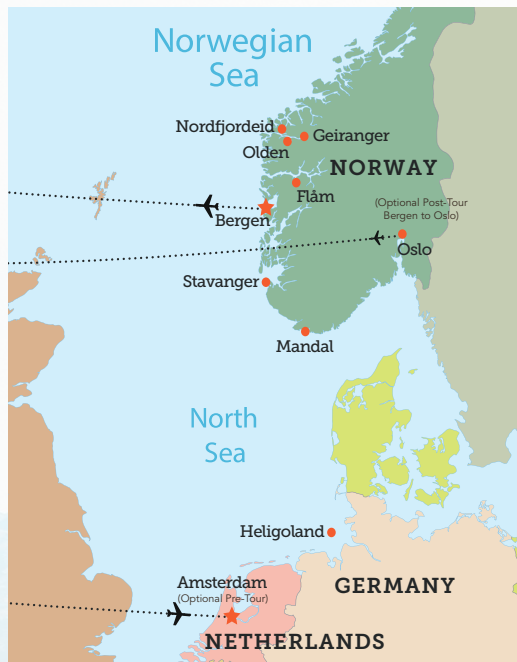 Norwegian
Sea
Nordfjordeid
Geiranger
Olden
NORWAY
Flåm
(Optional Post-Tour
Bergen to Oslo)
Bergen
Oslo
Stavanger
Mandal
North
Sea
Heligoland
Amsterdam
(Optional Pre-Tour)
GERMANY
NETHERLANDS